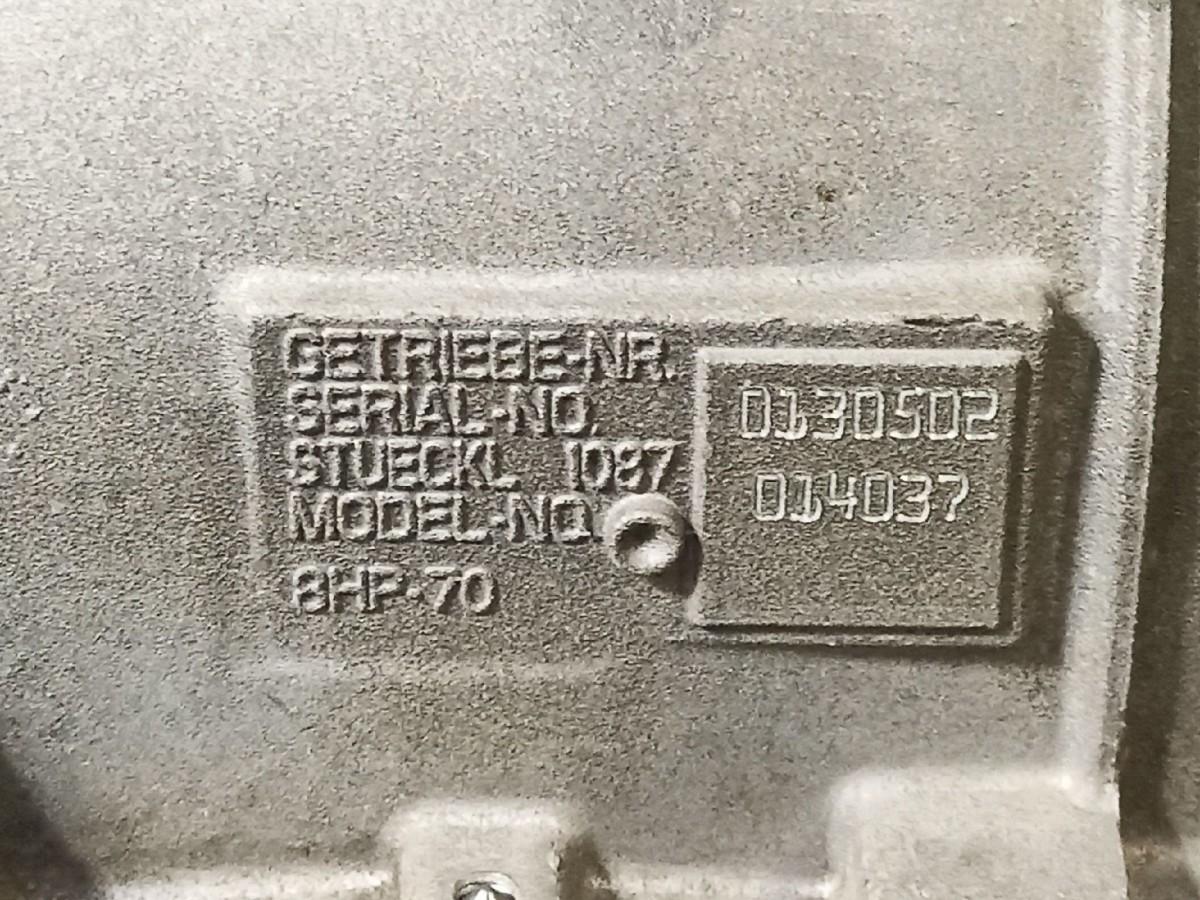 GETRIEBE-NR.
SERIAL-NO.
STUECKL 1087
MODEL-NO.
8HP-70
0130502
014037